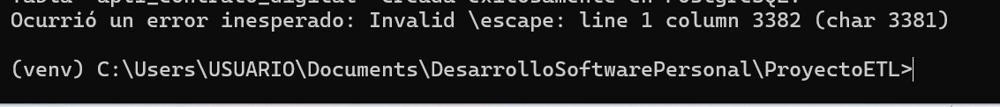 Tabla "apti_contrato_digital" creada exitosamente en PostgreSQL.
Ocurrió un error inesperado: Invalid \escape: line 1 column 3382 (char 3381)
(venv) C:\Users\USUARIO\Documents\DesarrolloSoftwarePersonal\ProyectoETL>